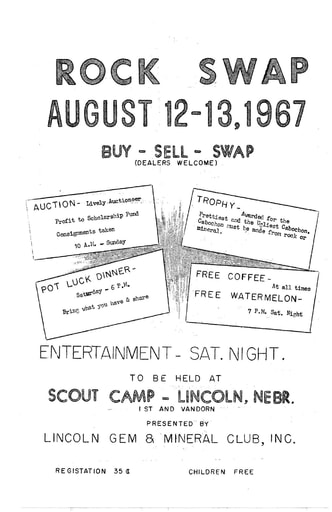 ROCK SWAP
AUGUST 12-13, 1967
BUY - SELL - SWAP
(DEALERS WELCOME)
AUCTION- Lively Auctioneer
Profit to Scholarship Fund
Consignments taken
10 A.M. - Sunday
TROPHY-
Awarded for the
Prettiest and the Ugliest Cabochon.
Cabochon must be made from rock or
mineral.
POT LUCK DINNER-
Saturday - 6 P.M.
Bring what you have & share
FREE COFFEE-
At all times
FREE WATERMELON-
7 P.M. Sat. Night
ENTERTAINMENT- SAT. NIGHT.
TO BE HELD AT
SCOUT CAMP - LINCOLN, NEBR.
1 ST AND VANDORN
PRESENTED BY
LINCOLN GEM & MINERAL CLUB, INC.
REGISTATION 35¢ CHILDREN FREE